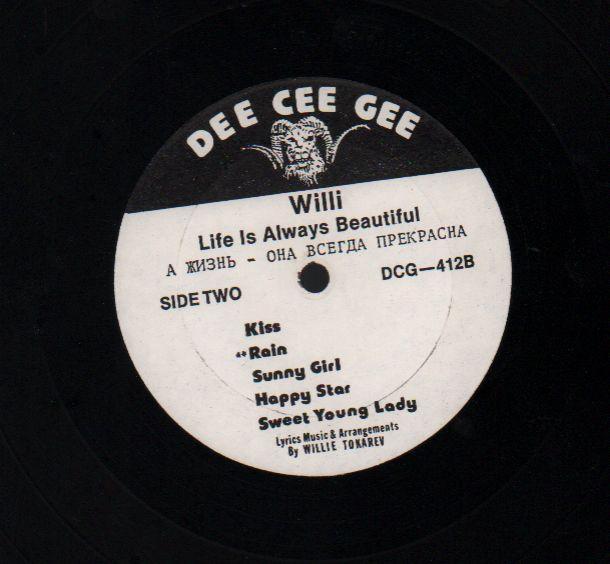 DEE CEE GEE
Willi
Life Is Always Beautiful
А ЖИЗНЬ - ОНА ВСЕГДА ПРЕКРАСНА
SIDE TWO
DCG—412B
Kiss
Rain
Sunny Girl
Happy Star
Sweet Young Lady
Lyrics Music & Arrangements
By WILLIE TOKAREV